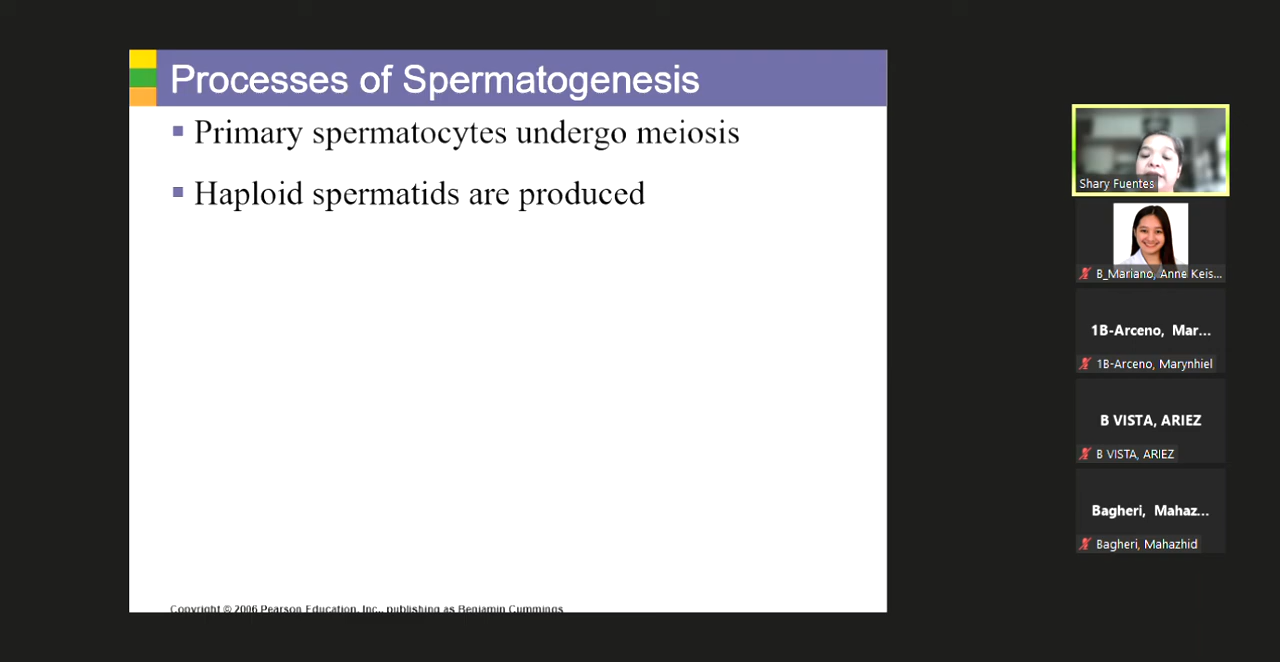 Processes of Spermatogenesis
Primary spermatocytes undergo meiosis
Haploid spermatids are produced
Copyright © 2006 Pearson Education, Inc., publishing as Benjamin Cummings
Shary Fuentes
B_Mariano, Anne Keis...
1B-Arceno, Mar...
1B-Arceno, Marynhiel
B VISTA, ARIEZ
B VISTA, ARIEZ
Bagheri, Mahaz...
Bagheri, Mahazhid